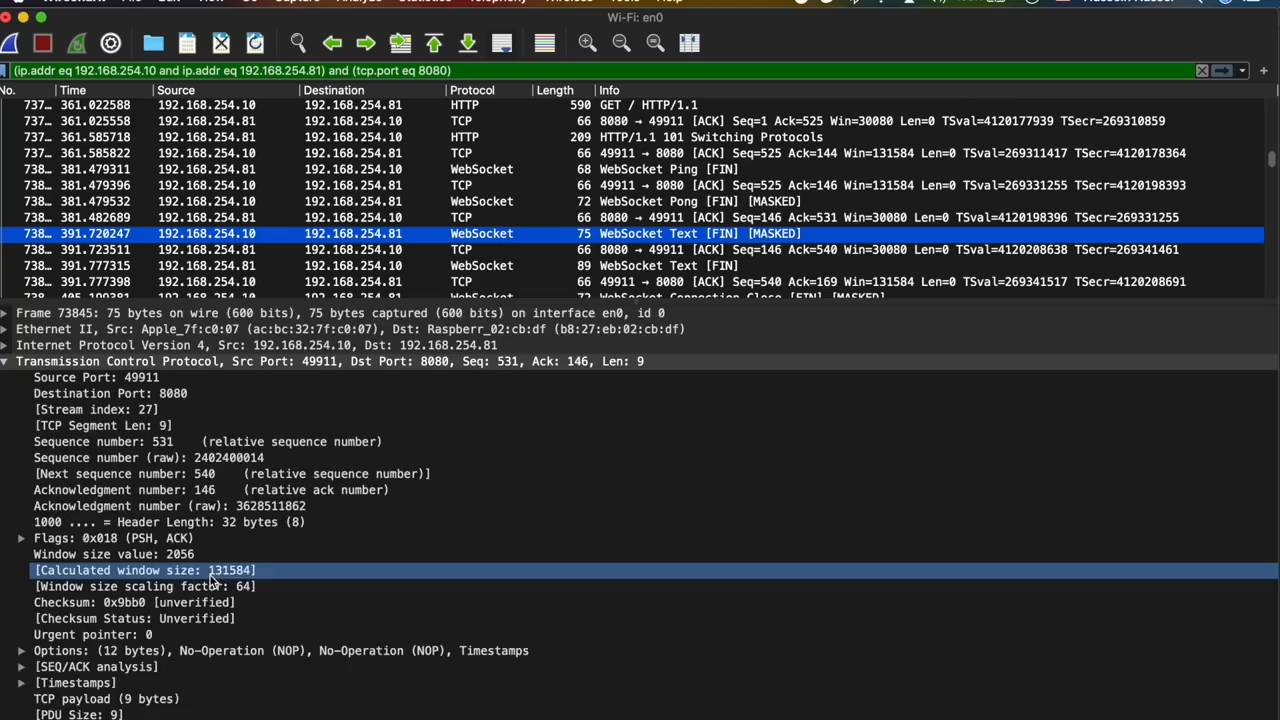 Wi-Fi: en0
(ip.addr eq 192.168.254.10 and ip.addr eq 192.168.254.81) and (tcp.port eq 8080)
No. Time Source Destination Protocol Length Info
737… 361.022588 192.168.254.10 192.168.254.81 HTTP 590 GET / HTTP/1.1
737… 361.025558 192.168.254.81 192.168.254.10 TCP 66 8080 → 49911 [ACK] Seq=1 Ack=525 Win=30080 Len=0 TSval=4120177939 TSecr=269310859
737… 361.585718 192.168.254.81 192.168.254.10 HTTP 209 HTTP/1.1 101 Switching Protocols
737… 361.585822 192.168.254.10 192.168.254.81 TCP 66 49911 → 8080 [ACK] Seq=525 Ack=144 Win=131584 Len=0 TSval=269311417 TSecr=4120178364
738… 381.479311 192.168.254.81 192.168.254.10 WebSocket 68 WebSocket Ping [FIN]
738… 381.479396 192.168.254.10 192.168.254.81 TCP 66 49911 → 8080 [ACK] Seq=525 Ack=146 Win=131584 Len=0 TSval=269331255 TSecr=4120198393
738… 381.479532 192.168.254.10 192.168.254.81 WebSocket 72 WebSocket Pong [FIN] [MASKED]
738… 381.482689 192.168.254.81 192.168.254.10 TCP 66 8080 → 49911 [ACK] Seq=146 Ack=531 Win=30080 Len=0 TSval=4120198396 TSecr=269331255
738… 391.720247 192.168.254.10 192.168.254.81 WebSocket 75 WebSocket Text [FIN] [MASKED]
738… 391.723511 192.168.254.81 192.168.254.10 TCP 66 8080 → 49911 [ACK] Seq=146 Ack=540 Win=30080 Len=0 TSval=4120208638 TSecr=269341461
738… 391.777315 192.168.254.81 192.168.254.10 WebSocket 89 WebSocket Text [FIN]
738… 391.777398 192.168.254.10 192.168.254.81 TCP 66 49911 → 8080 [ACK] Seq=540 Ack=169 Win=131584 Len=0 TSval=269341517 TSecr=4120208691
Frame 73845: 75 bytes on wire (600 bits), 75 bytes captured (600 bits) on interface en0, id 0
Ethernet II, Src: Apple_7f:c0:07 (ac:bc:32:7f:c0:07), Dst: Raspberr_02:cb:df (b8:27:eb:02:cb:df)
Internet Protocol Version 4, Src: 192.168.254.10, Dst: 192.168.254.81
Transmission Control Protocol, Src Port: 49911, Dst Port: 8080, Seq: 531, Ack: 146, Len: 9
Source Port: 49911
Destination Port: 8080
[Stream index: 27]
[TCP Segment Len: 9]
Sequence number: 531 (relative sequence number)
Sequence number (raw): 2402400014
[Next sequence number: 540 (relative sequence number)]
Acknowledgment number: 146 (relative ack number)
Acknowledgment number (raw): 3628511862
1000 .... = Header Length: 32 bytes (8)
Flags: 0x018 (PSH, ACK)
Window size value: 2056
[Calculated window size: 131584]
[Window size scaling factor: 64]
Checksum: 0x9bb0 [unverified]
[Checksum Status: Unverified]
Urgent pointer: 0
Options: (12 bytes), No-Operation (NOP), No-Operation (NOP), Timestamps
[SEQ/ACK analysis]
[Timestamps]
TCP payload (9 bytes)
[PDU Size: 9]